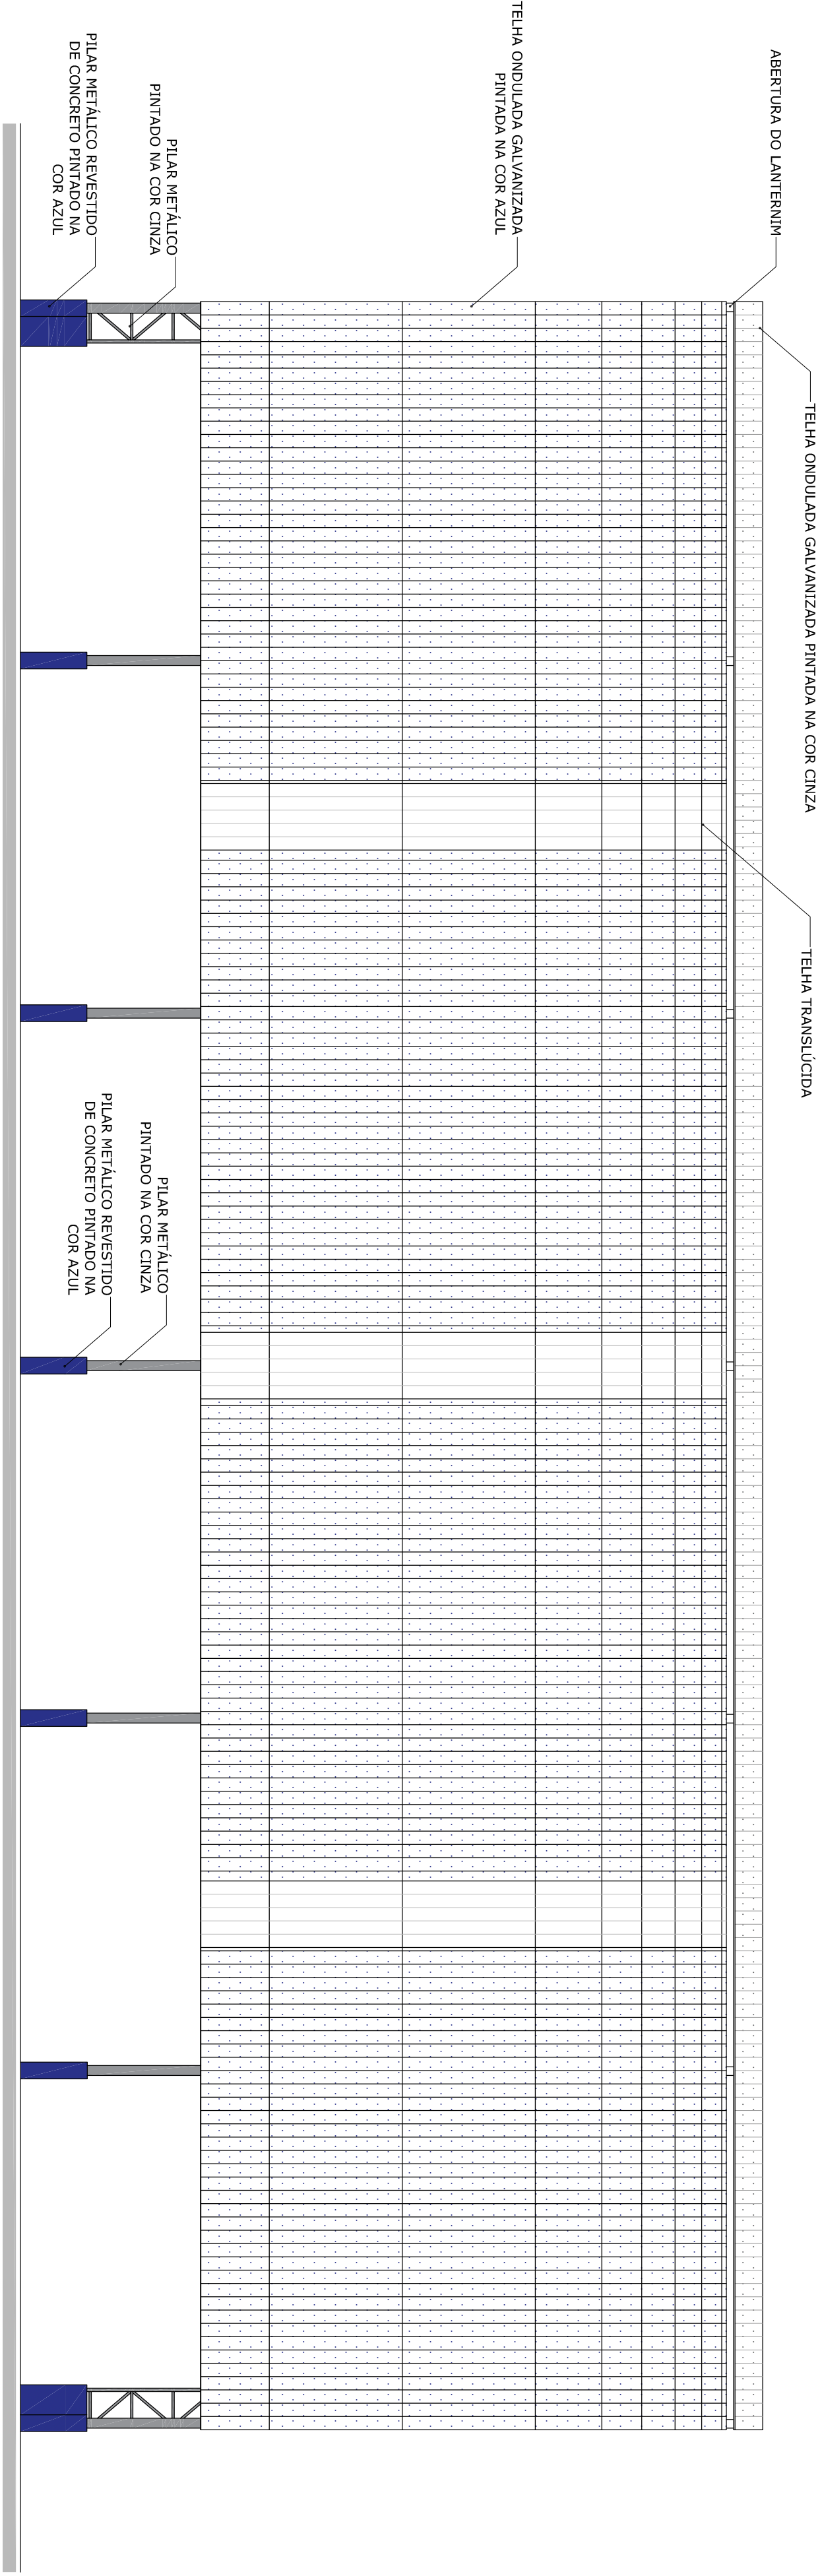 TELHA ONDULADA GALVANIZADA PINTADA NA COR CINZA
TELHA TRANSLÚCIDA
ABERTURA DO LANTERNIM
TELHA ONDULADA GALVANIZADA
PINTADA NA COR AZUL
PILAR METÁLICO
PINTADO NA COR CINZA
PILAR METÁLICO REVESTIDO
DE CONCRETO PINTADO NA
COR AZUL
PILAR METÁLICO
PINTADO NA COR CINZA
PILAR METÁLICO REVESTIDO
DE CONCRETO PINTADO NA
COR AZUL